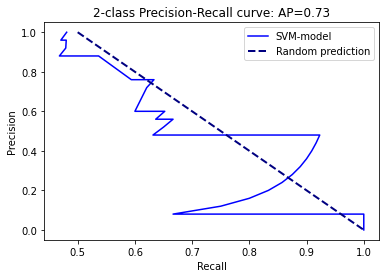 2-class Precision-Recall curve: AP=0.73
SVM-model
Random prediction
Precision
1.0
0.8
0.6
0.4
0.2
0.0
0.5 0.6 0.7 0.8 0.9 1.0
Recall